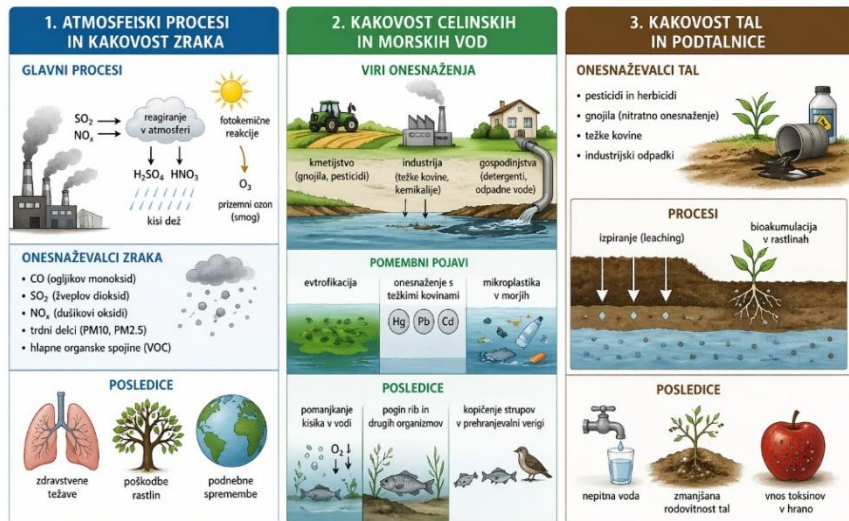 1. ATMOSFEISKI PROCESI
IN KAKOVOST ZRAKA
GLAVNI PROCESI
SO₂
NOₓ
reagiranje
v atmosferi
H₂SO₄ HNO₃
kisi dež
fotokemične
reakcije
O₃
prizemni ozon
(smog)
ONESNAŽEVALCI ZRAKA
• CO (ogljikov monoksid)
• SO₂ (žveplov dioksid)
• NOₓ (dušikovi oksidi)
• trdni delci (PM10, PM2.5)
• hlapne organske spojine (VOC)
POSLEDICE
zdravstvene
težave
poškodbe
rastlin
podnebne
spremembe
2. KAKOVOST CELINSKIH
IN MORSKIH VOD
VIRI ONESNAŽENJA
kmetijstvo
(gnojila, pesticidi)
industrija
(težke kovine,
kemikalije)
gospodinjstva
(detergenti,
odpadne vode)
POMEMBNI POJAVI
evtrofikacija
onesnaženje s
težkimi kovinami
Hg Pb Cd
mikroplastika
v morjih
POSLEDICE
pomanjkanje
kisika v vodi
O₂
pogin rib in
drugih organizmov
kopičenje strupov
v prehranjevalni verigi
3. KAKOVOST TAL
IN PODTALNICE
ONESNAŽEVALCI TAL
• pesticidi in herbicidi
• gnojila (nitratno onesnaženje)
• težke kovine
• industrijski odpadki
PROCESI
izpiranje (leaching)
bioakumulacija
v rastlinah
POSLEDICE
nepitna voda
zmanjšana
rodovitnost tal
vnos toksinov
v hrano